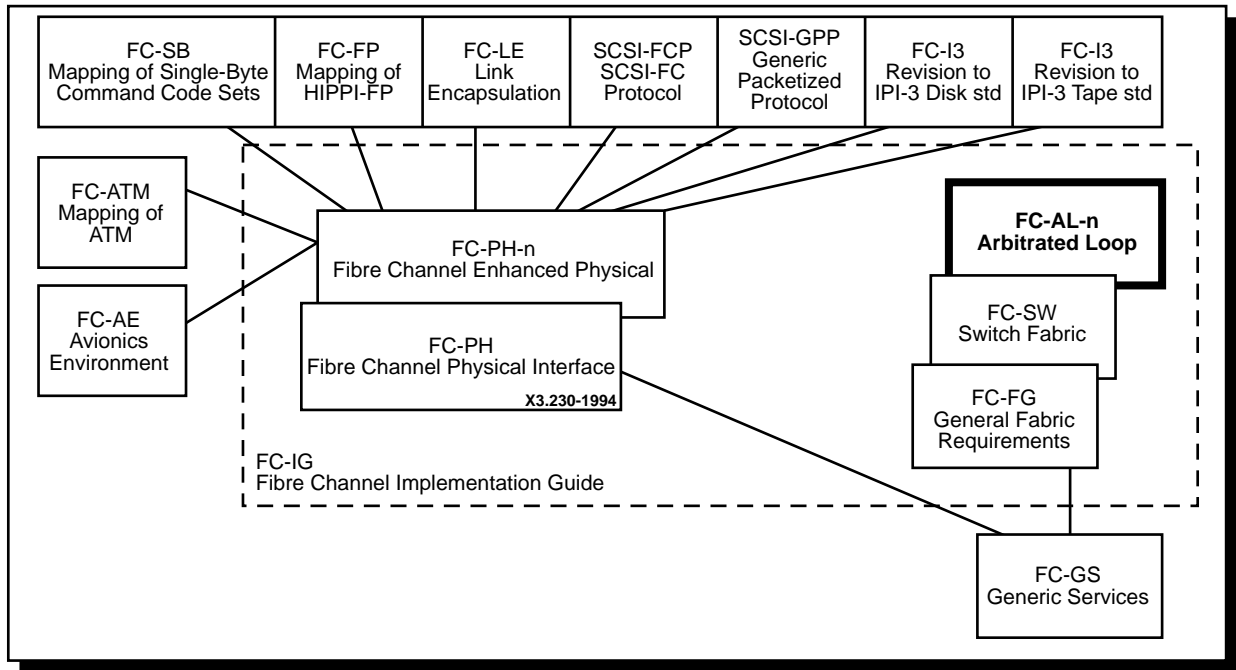 FC-SB
Mapping of Single-Byte
Command Code Sets
FC-FP
Mapping of
HIPPI-FP
FC-LE
Link
Encapsulation
SCSI-FCP
SCSI-FC
Protocol
SCSI-GPP
Generic
Packetized
Protocol
FC-I3
Revision to
IPI-3 Disk std
FC-I3
Revision to
IPI-3 Tape std
FC-ATM
Mapping of
ATM
FC-AE
Avionics
Environment
FC-PH-n
Fibre Channel Enhanced Physical
FC-PH
Fibre Channel Physical Interface
X3.230-1994
FC-AL-n
Arbitrated Loop
FC-SW
Switch Fabric
FC-FG
General Fabric
Requirements
FC-IG
Fibre Channel Implementation Guide
FC-GS
Generic Services